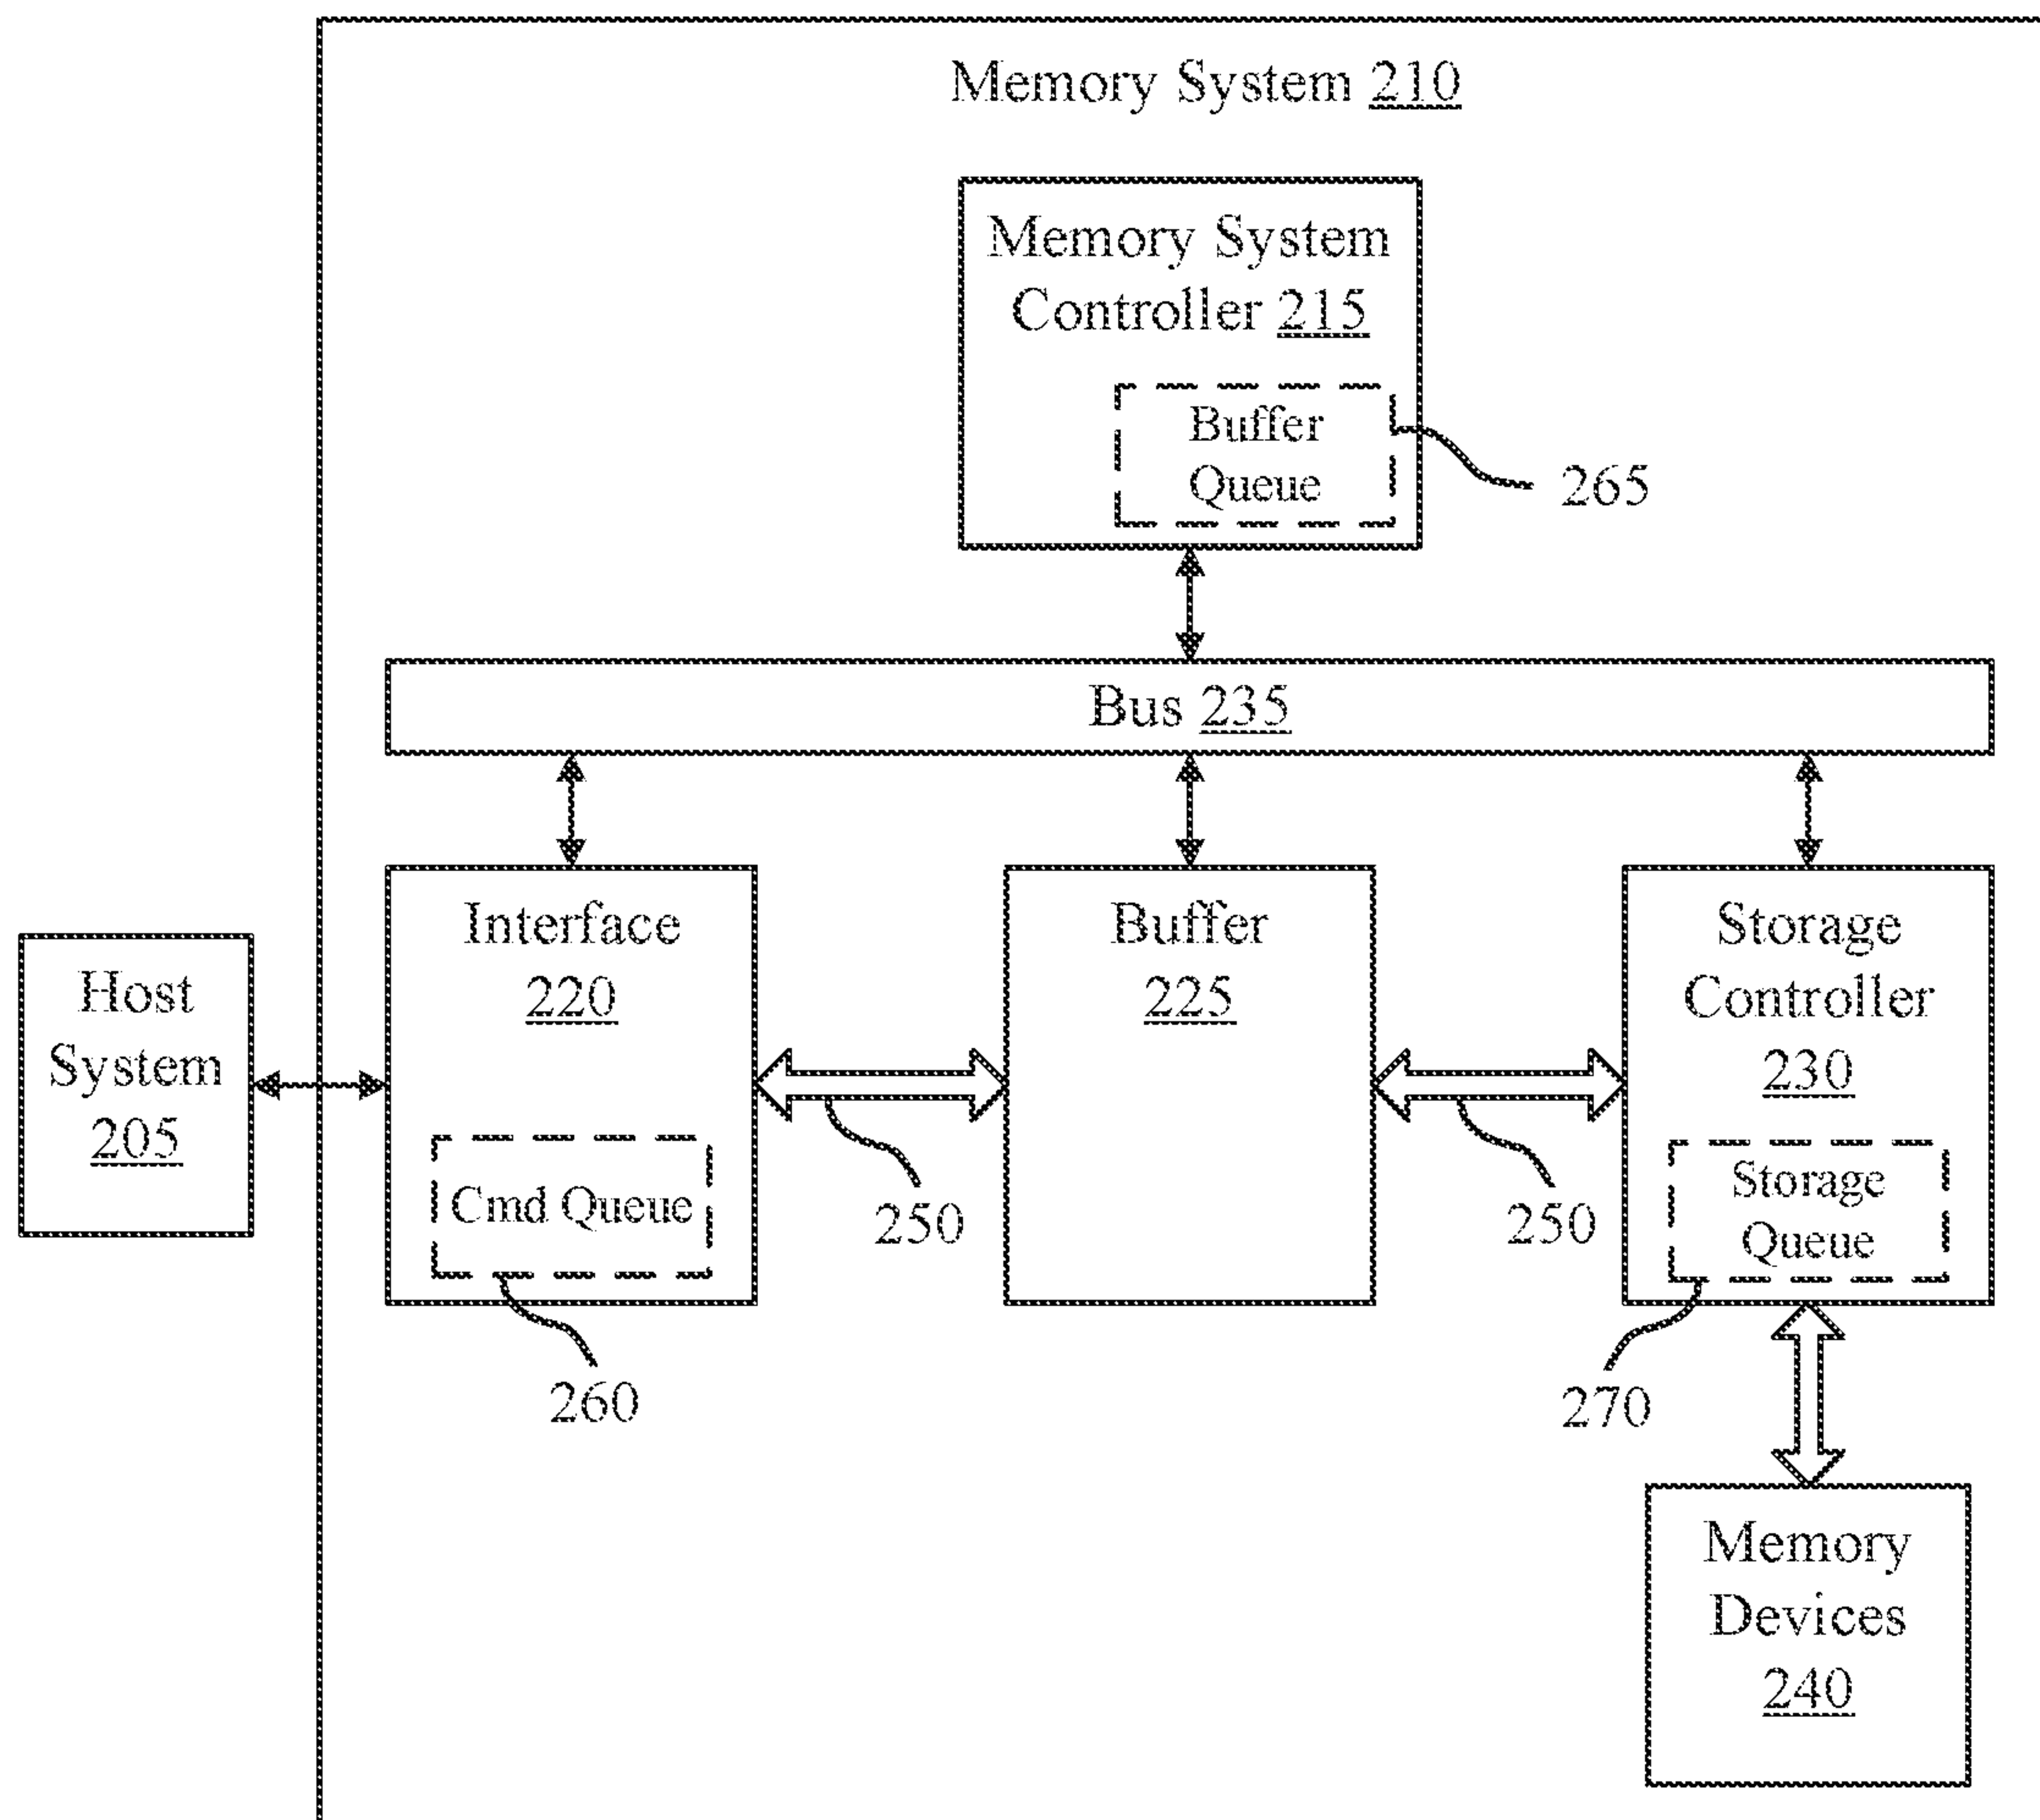 Memory System 210
Memory System
Controller 215
Buffer
Queue
265
Bus 235
Interface
220
Buffer
225
Storage
Controller
230
Host
System
205
Cmd Queue
250
250
Storage
Queue
260
270
Memory
Devices
240